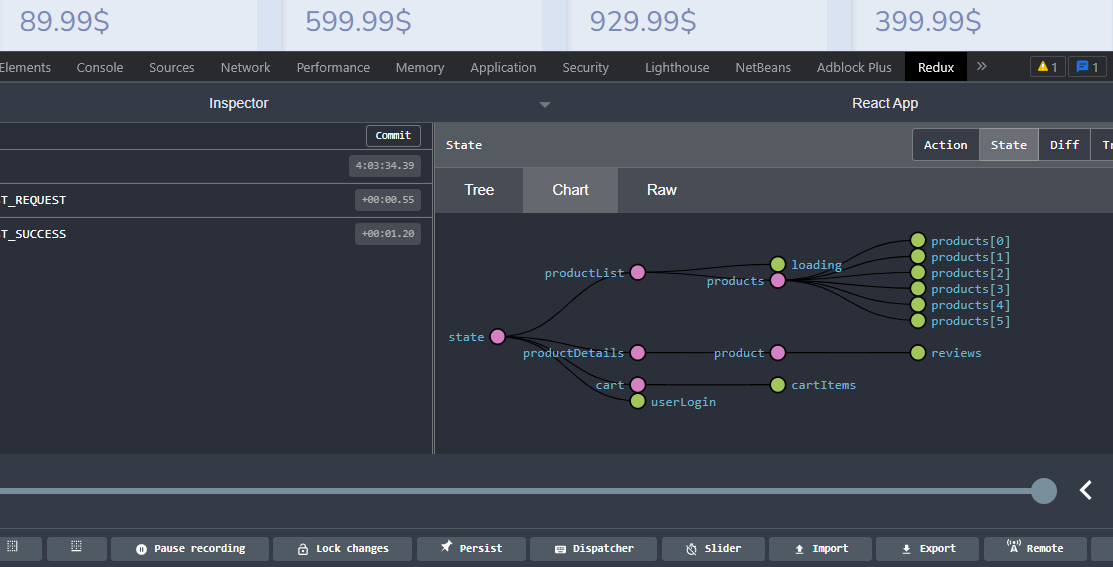 89.99$ 599.99$ 929.99$ 399.99$
Elements Console Sources Network Performance Memory Application Security Lighthouse NetBeans Adblock Plus Redux » 1 1
Inspector React App
Commit
State Action State Diff Tr
4:03:34.39
Tree Chart Raw
T_REQUEST +00:00.55
T_SUCCESS +00:01.20
products[0]
products[1]
loading
productList products[2]
products products[3]
products[4]
products[5]
state
productDetails product reviews
cart cartItems
userLogin
Pause recording Lock changes Persist Dispatcher Slider Import Export Remote